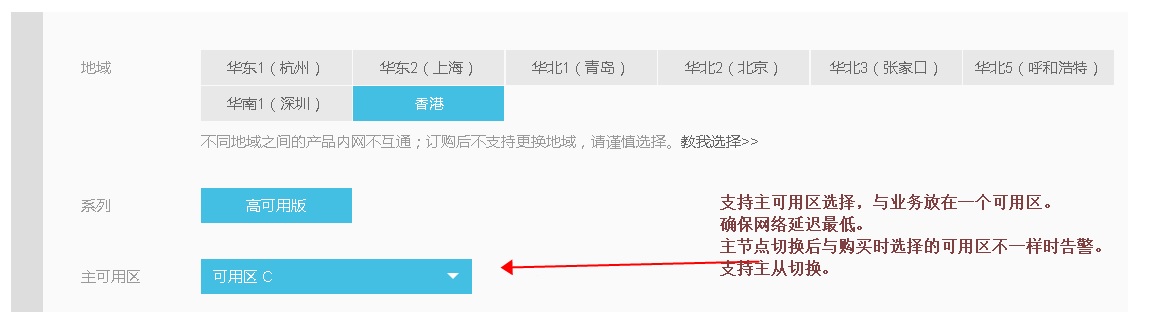 地域
华东1（杭州）
华东2（上海）
华北1（青岛）
华北2（北京）
华北3（张家口）
华北5（呼和浩特）
华南1（深圳）
香港
不同地域之间的产品内网不互通；订购后不支持更换地域，请谨慎选择。教我选择>>
系列
高可用版
支持主可用区选择，与业务放在一个可用区。
确保网络延迟最低。
主节点切换后与购买时选择的可用区不一样时告警。
支持主从切换。
主可用区
可用区 C